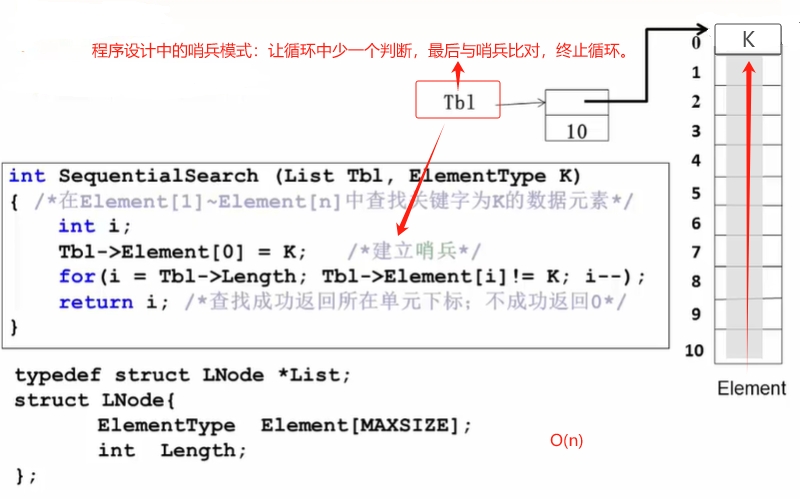 程序设计中的哨兵模式：让循环中少一个判断，最后与哨兵比对，终止循环。
K
0
Tbl
1
2
10
3
4
int SequentialSearch (List Tbl, ElementType K)
{ /*在Element[1]~Element[n]中查找关键字为K的数据元素*/
5
int i;
6
Tbl->Element[0] = K; /*建立哨兵*/
7
for(i = Tbl->Length; Tbl->Element[i]!= K; i--);
8
return i; /*查找成功返回所在单元下标；不成功返回0*/
9
}
10
typedef struct LNode *List;
Element
struct LNode{
ElementType Element[MAXSIZE];
O(n)
int Length;
};